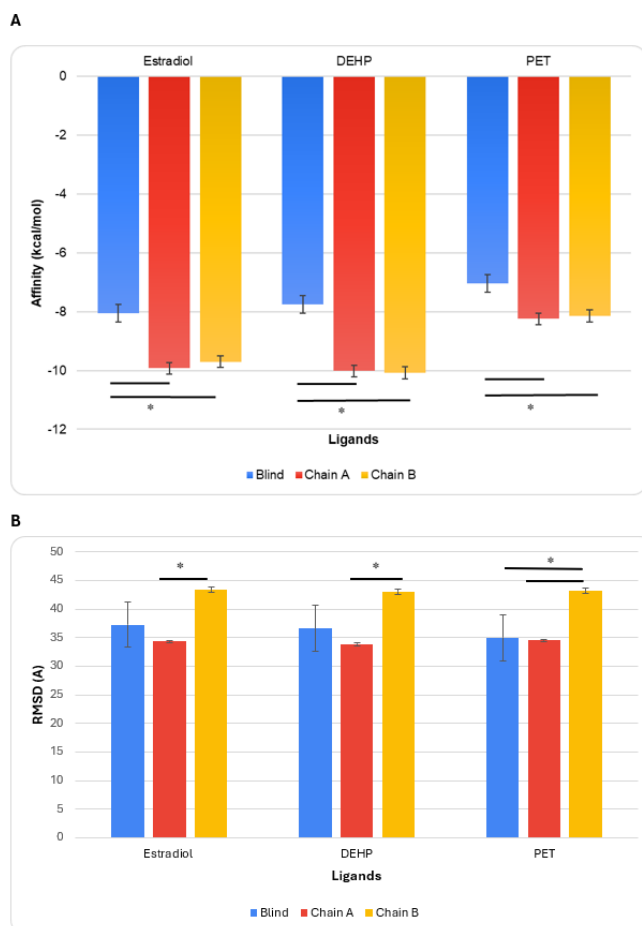 A
Estradiol DEHP PET
0
-2
-4
-6
-8
-10
-12
Affinity (kcal/mol)
*
*
*
Ligands
Blind Chain A Chain B
B
50
45
40
35
30
25
20
15
10
5
0
RMSD (A)
*
*
*
Estradiol DEHP PET
Ligands
Blind Chain A Chain B